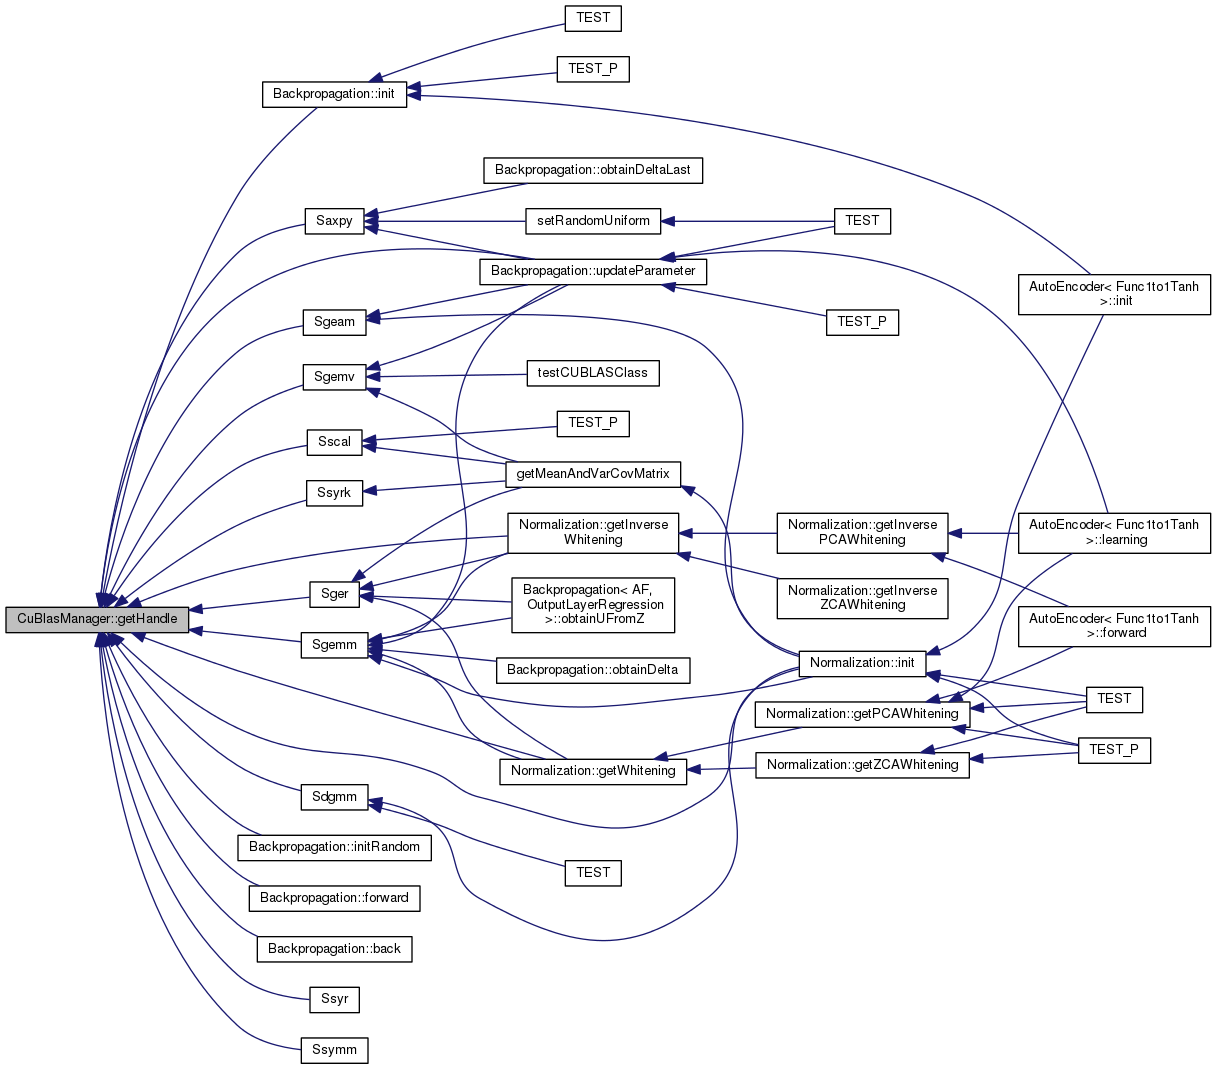 TEST
TEST_P
Backpropagation::init
Backpropagation::obtainDeltaLast
Saxpy
setRandomUniform
TEST
Backpropagation::updateParameter
AutoEncoder< Func1to1Tanh
>::init
Sgeam
TEST_P
Sgemv
testCUBLASClass
TEST_P
Sscal
getMeanAndVarCovMatrix
Ssyrk
Normalization::getInverse
Whitening
Normalization::getInverse
PCAWhitening
AutoEncoder< Func1to1Tanh
>::learning
Sger
Backpropagation< AF,
OutputLayerRegression
>::obtainUFromZ
Normalization::getInverse
ZCAWhitening
CuBlasManager::getHandle
AutoEncoder< Func1to1Tanh
>::forward
Sgemm
Backpropagation::obtainDelta
Normalization::init
TEST
Normalization::getPCAWhitening
TEST_P
Normalization::getWhitening
Normalization::getZCAWhitening
Sdgmm
Backpropagation::initRandom
TEST
Backpropagation::forward
Backpropagation::back
Ssyr
Ssymm